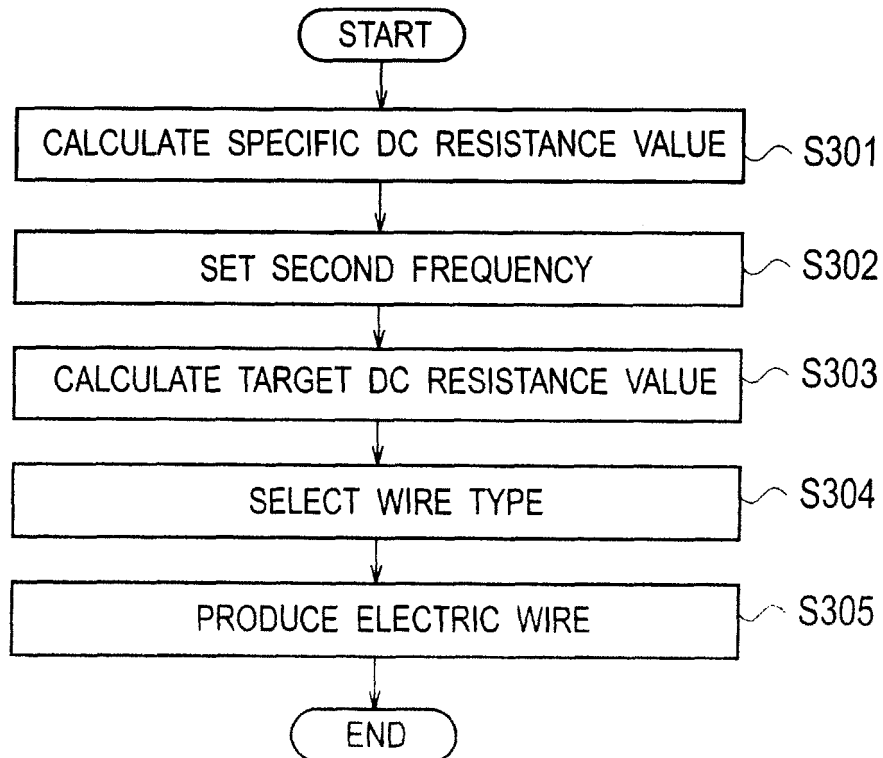 START
CALCULATE SPECIFIC DC RESISTANCE VALUE S301
SET SECOND FREQUENCY S302
CALCULATE TARGET DC RESISTANCE VALUE S303
SELECT WIRE TYPE S304
PRODUCE ELECTRIC WIRE S305
END